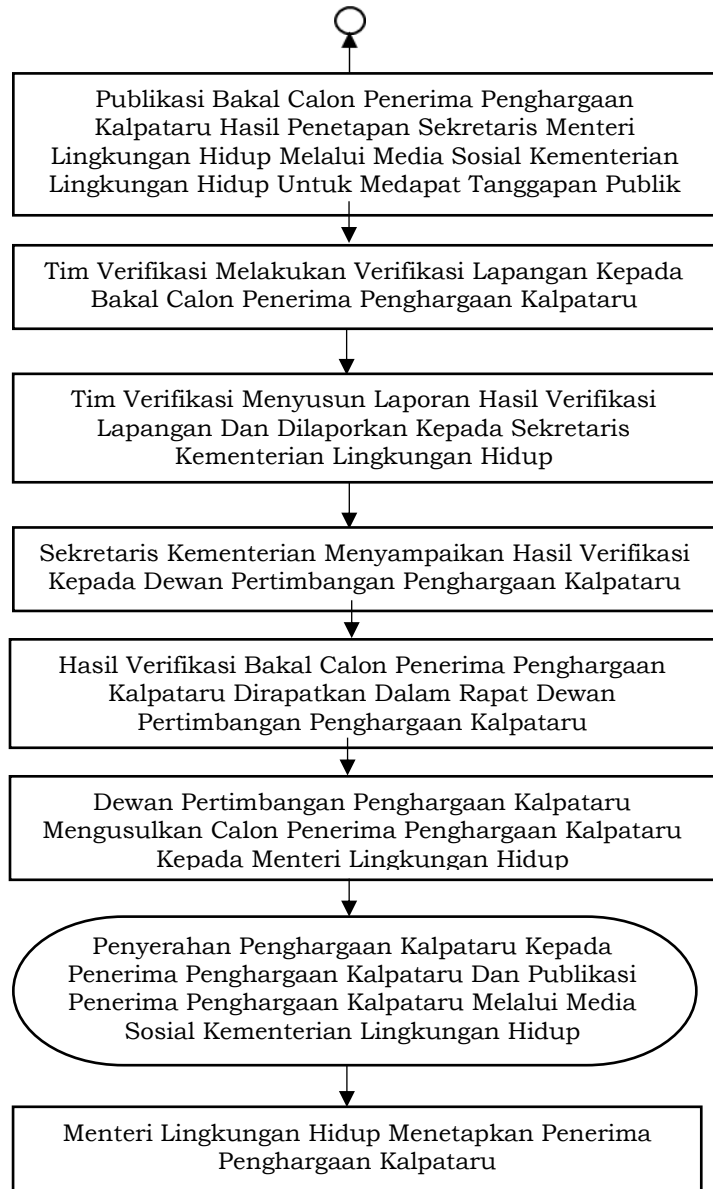 Publikasi Bakal Calon Penerima Penghargaan
Kalpataru Hasil Penetapan Sekretaris Menteri
Lingkungan Hidup Melalui Media Sosial Kementerian
Lingkungan Hidup Untuk Medapat Tanggapan Publik
Tim Verifikasi Melakukan Verifikasi Lapangan Kepada
Bakal Calon Penerima Penghargaan Kalpataru
Tim Verifikasi Menyusun Laporan Hasil Verifikasi
Lapangan Dan Dilaporkan Kepada Sekretaris
Kementerian Lingkungan Hidup
Sekretaris Kementerian Menyampaikan Hasil Verifikasi
Kepada Dewan Pertimbangan Penghargaan Kalpataru
Hasil Verifikasi Bakal Calon Penerima Penghargaan
Kalpataru Dirapatkan Dalam Rapat Dewan
Pertimbangan Penghargaan Kalpataru
Dewan Pertimbangan Penghargaan Kalpataru
Mengusulkan Calon Penerima Penghargaan Kalpataru
Kepada Menteri Lingkungan Hidup
Penyerahan Penghargaan Kalpataru Kepada
Penerima Penghargaan Kalpataru Dan Publikasi
Penerima Penghargaan Kalpataru Melalui Media
Sosial Kementerian Lingkungan Hidup
Menteri Lingkungan Hidup Menetapkan Penerima
Penghargaan Kalpataru